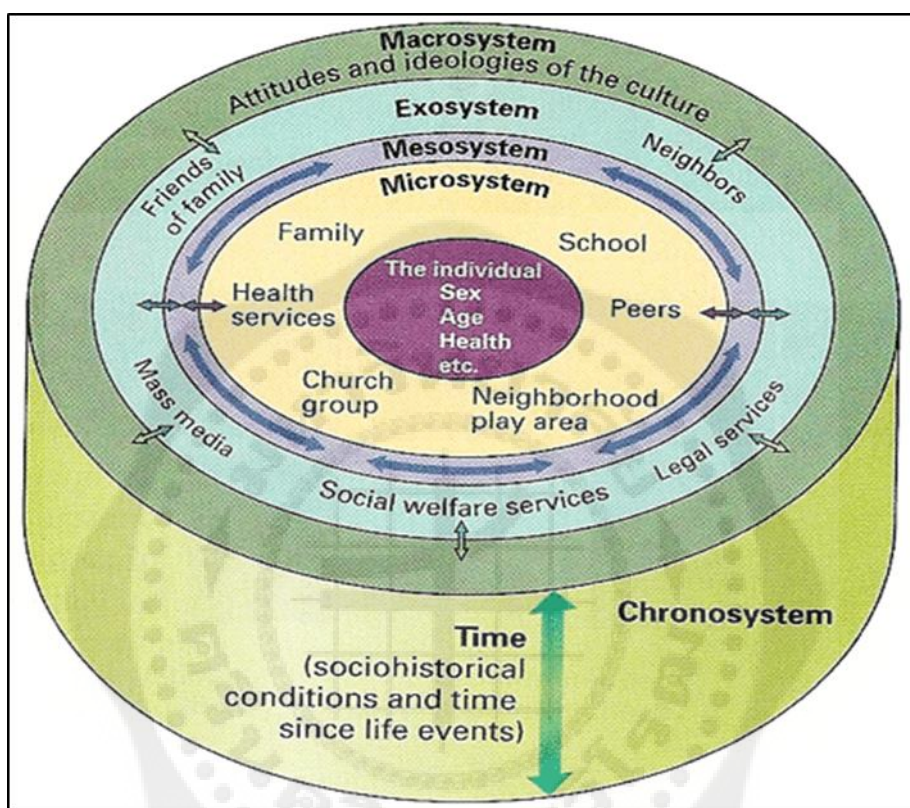 Macrosystem
Attitudes and ideologies of the culture
Exosystem
Mesosystem
Microsystem
Friends
of family
Neighbors
Family
School
The individual
Sex
Age
Health
etc.
Health
services
Peers
Church
group
Neighborhood
play area
Mass media
Social welfare services
Legal services
Chronosystem
Time
(sociohistorical
conditions and time
since life events)